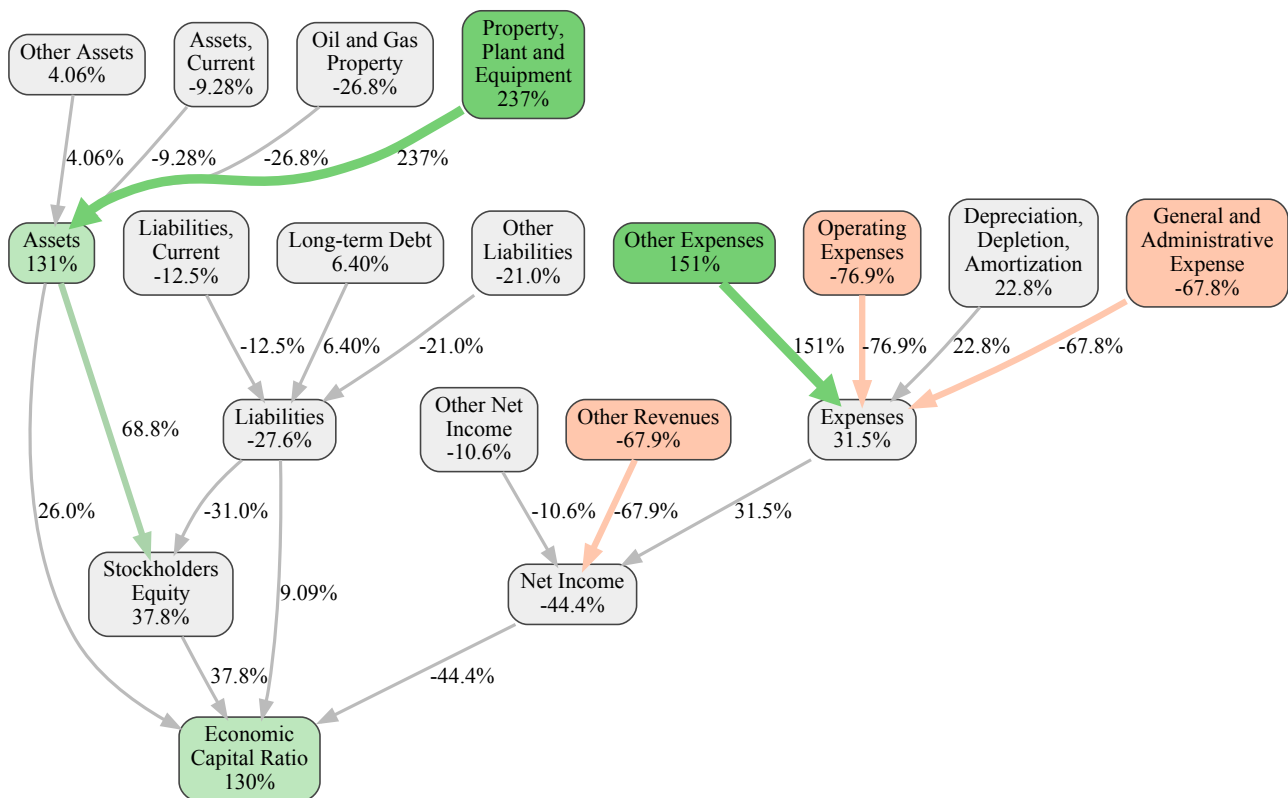 Other Assets
4.06%
Assets,
Current
-9.28%
Oil and Gas
Property
-26.8%
Property,
Plant and
Equipment
237%
4.06%
-9.28%
-26.8%
237%
Assets
131%
Liabilities,
Current
-12.5%
Long-term Debt
6.40%
Other
Liabilities
-21.0%
Other Expenses
151%
Operating
Expenses
-76.9%
Depreciation,
Depletion,
Amortization
22.8%
General and
Administrative
Expense
-67.8%
-12.5%
6.40%
-21.0%
151%
-76.9%
22.8%
-67.8%
68.8%
Liabilities
-27.6%
Other Net
Income
-10.6%
Other Revenues
-67.9%
Expenses
31.5%
26.0%
-31.0%
9.09%
-10.6%
-67.9%
31.5%
Stockholders
Equity
37.8%
Net Income
-44.4%
37.8%
-44.4%
Economic
Capital Ratio
130%